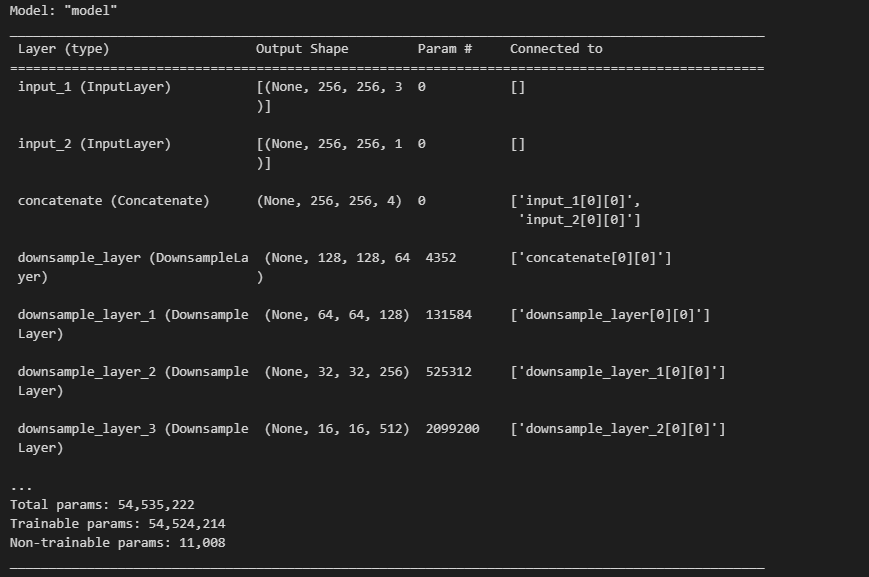 Model: "model"
__________________________________________________________________________________________________
 Layer (type)                   Output Shape         Param #     Connected to
==================================================================================================
 input_1 (InputLayer)           [(None, 256, 256, 3  0           []
                                )]
 input_2 (InputLayer)           [(None, 256, 256, 1  0           []
                                )]
 concatenate (Concatenate)      (None, 256, 256, 4)  0           ['input_1[0][0]',
                                                                  'input_2[0][0]']
 downsample_layer (DownsampleLa  (None, 128, 128, 64  4352       ['concatenate[0][0]']
 yer)                           )
 downsample_layer_1 (Downsample  (None, 64, 64, 128)  131584     ['downsample_layer[0][0]']
 Layer)
 downsample_layer_2 (Downsample  (None, 32, 32, 256)  525312     ['downsample_layer_1[0][0]']
 Layer)
 downsample_layer_3 (Downsample  (None, 16, 16, 512)  2099200    ['downsample_layer_2[0][0]']
 Layer)
...
Total params: 54,535,222
Trainable params: 54,524,214
Non-trainable params: 11,008
__________________________________________________________________________________________________